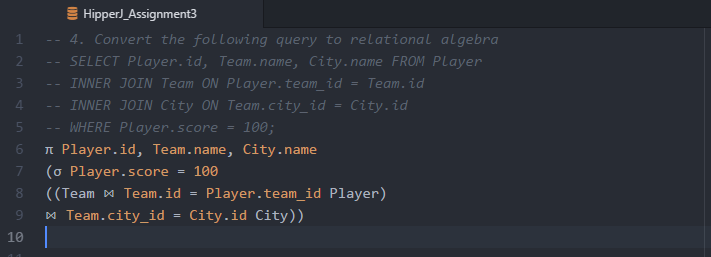 HipperJ_Assignment3
1 -- 4. Convert the following query to relational algebra
2 -- SELECT Player.id, Team.name, City.name FROM Player
3 -- INNER JOIN Team ON Player.team_id = Team.id
4 -- INNER JOIN City ON Team.city_id = City.id
5 -- WHERE Player.score = 100;
6 π Player.id, Team.name, City.name
7 (σ Player.score = 100
8 ((Team ⋈ Team.id = Player.team_id Player)
9 ⋈ Team.city_id = City.id City))
10